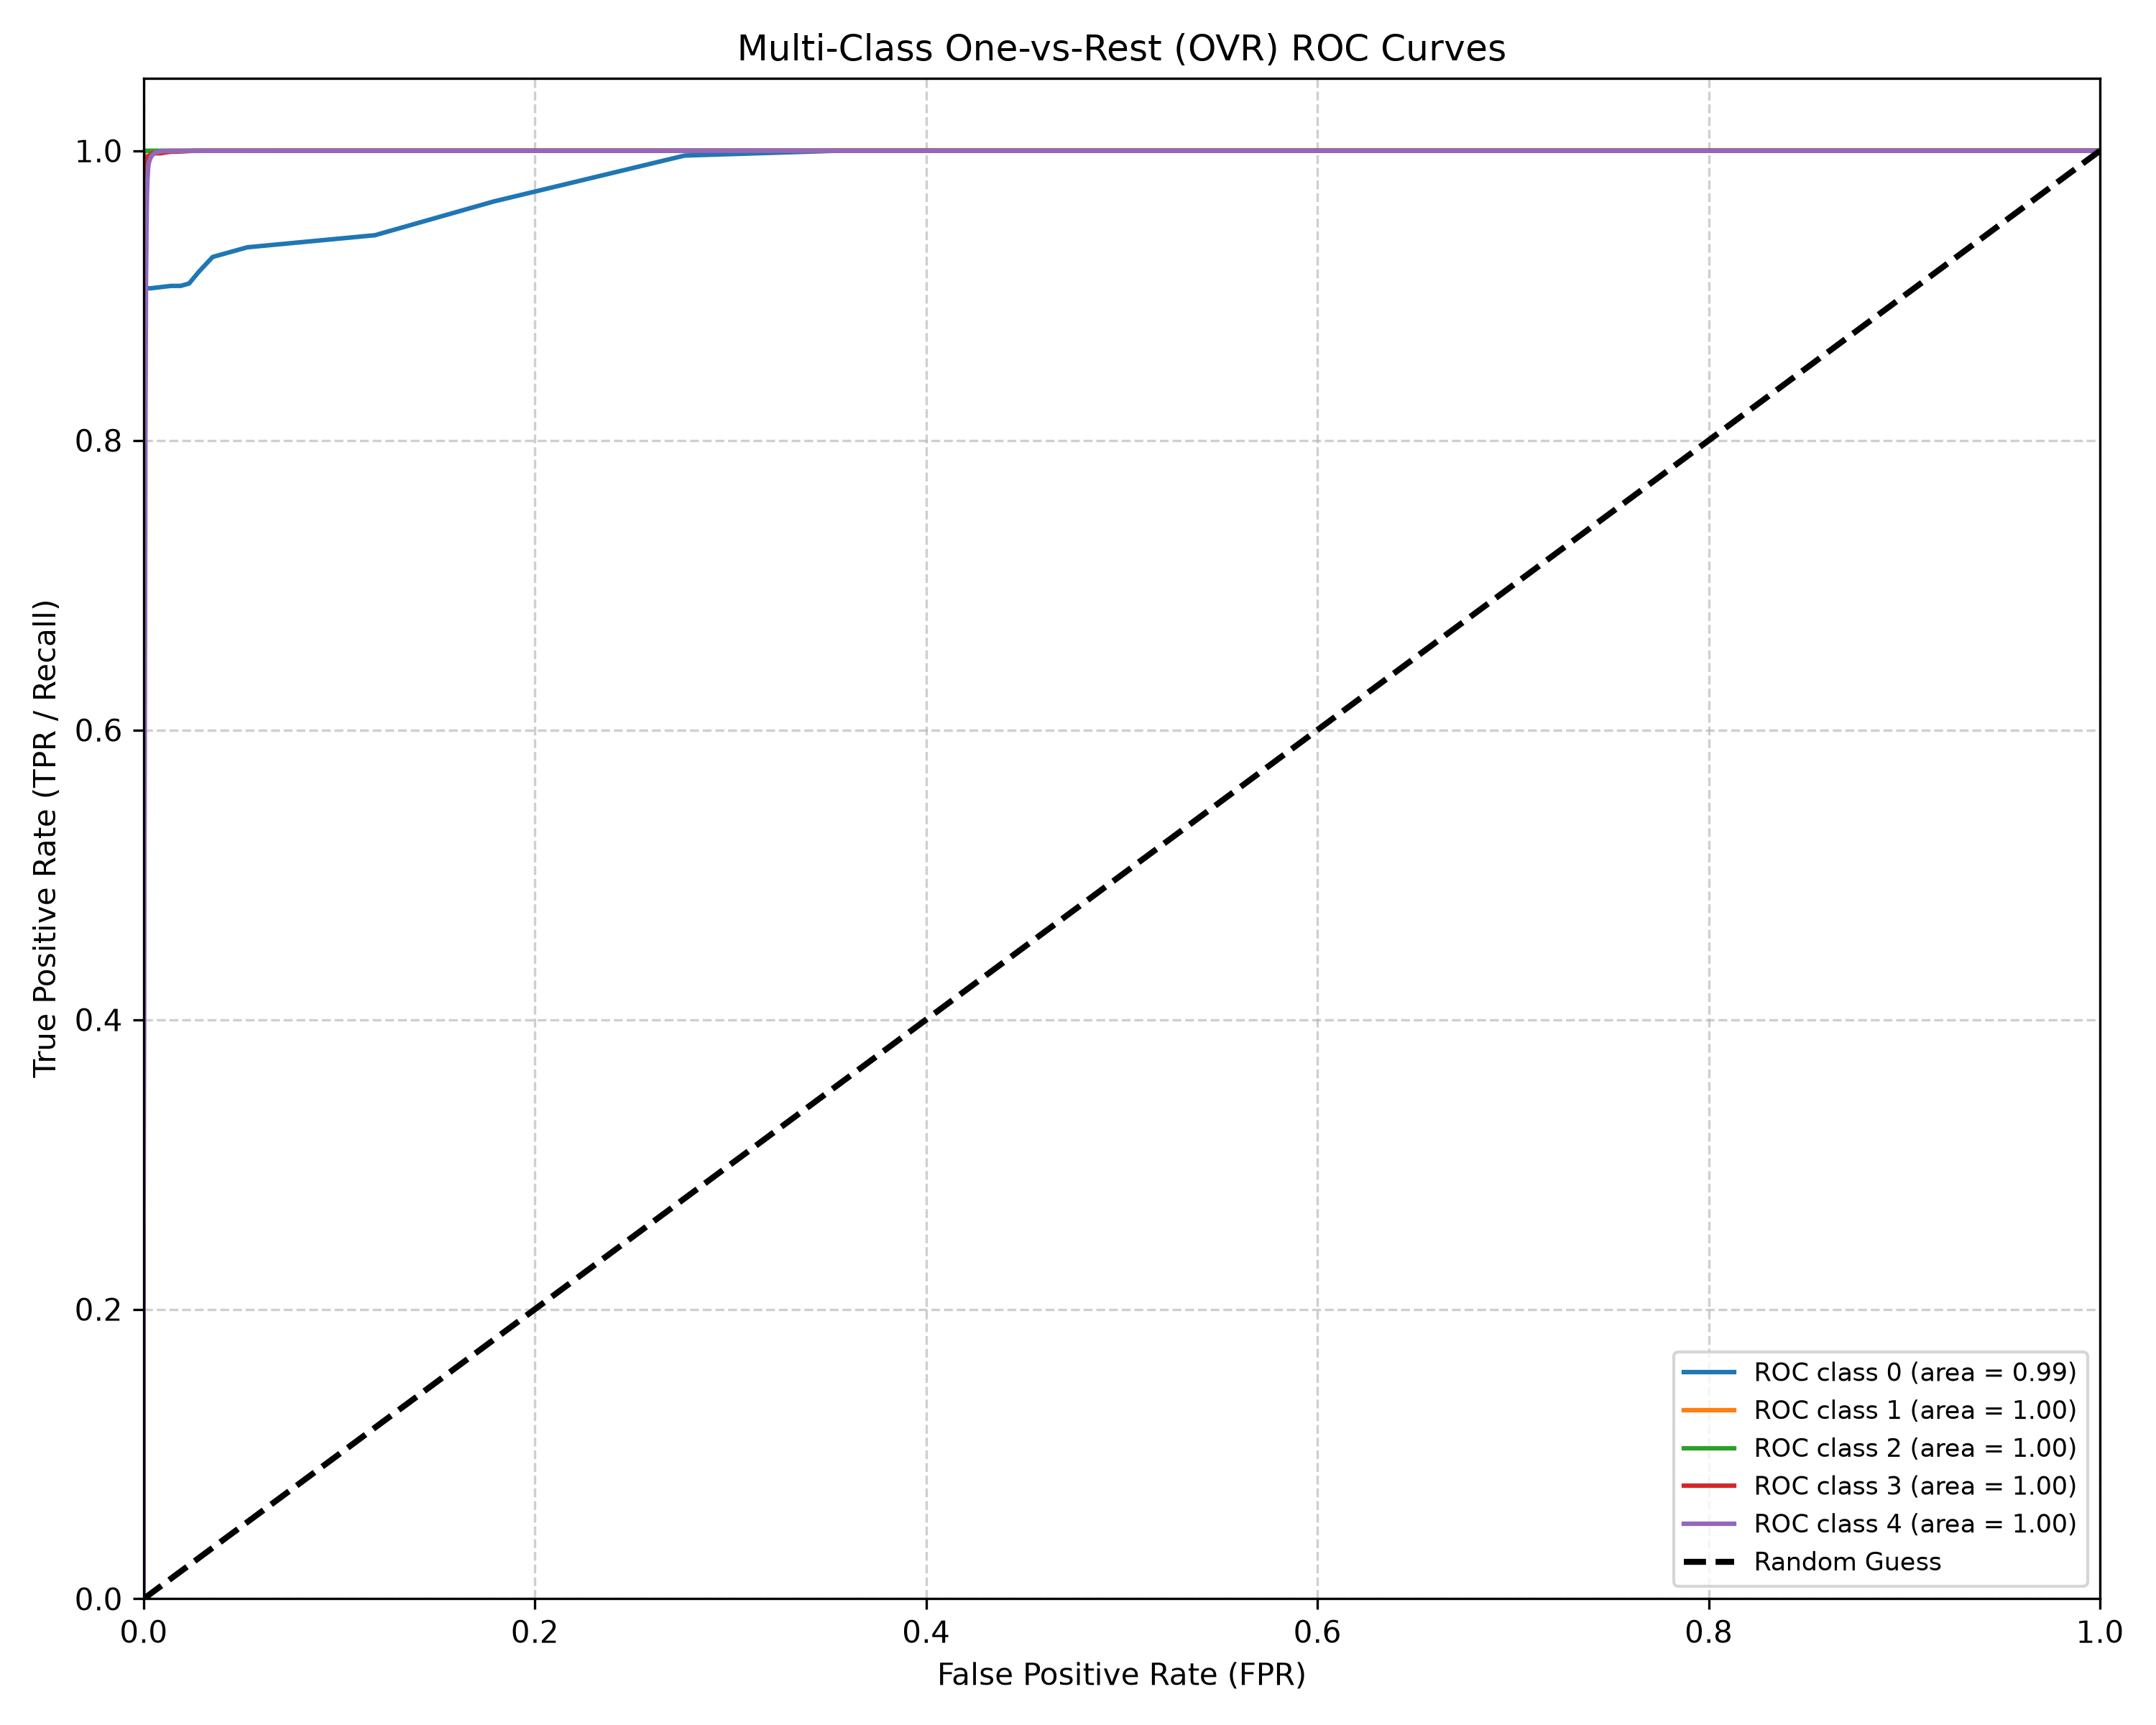 Multi-Class One-vs-Rest (OVR) ROC Curves
True Positive Rate (TPR / Recall)
1.0
0.8
0.6
0.4
0.2
0.0
0.0 0.2 0.4 0.6 0.8 1.0
False Positive Rate (FPR)
ROC class 0 (area = 0.99)
ROC class 1 (area = 1.00)
ROC class 2 (area = 1.00)
ROC class 3 (area = 1.00)
ROC class 4 (area = 1.00)
Random Guess